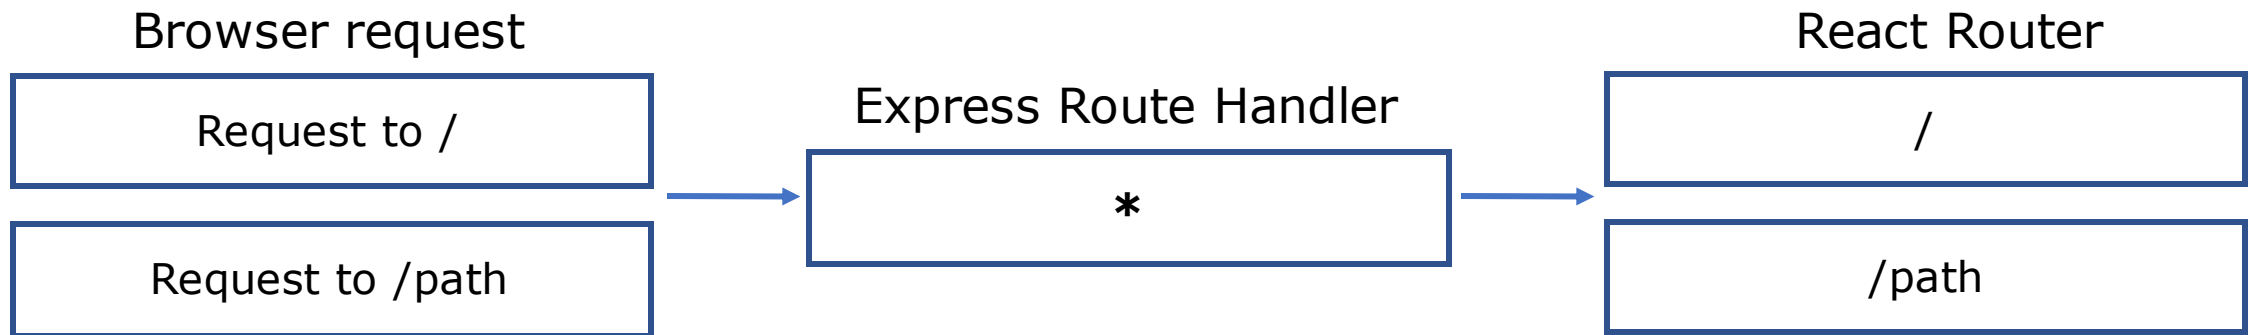 Browser request
Request to /
Request to /path
Express Route Handler
*
React Router
/
/path